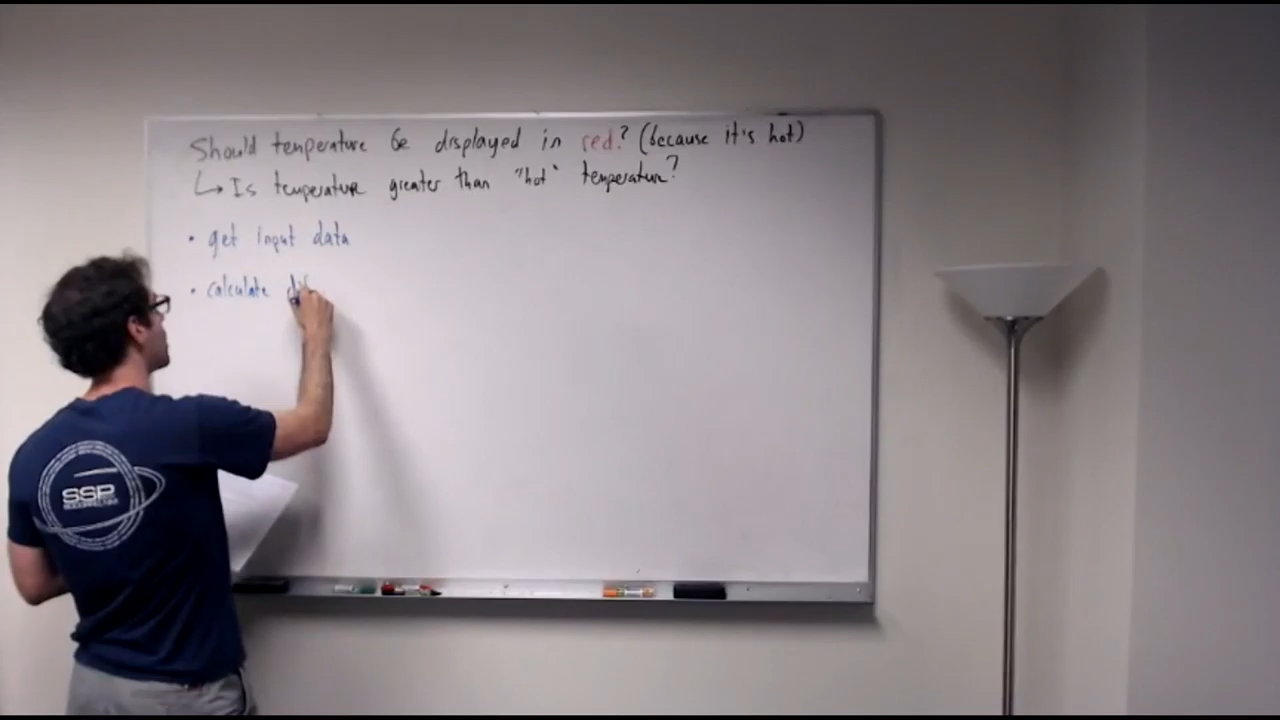 Should temperature be displayed in red? (because it's hot)
↳ Is temperature greater than "hot" temperature?
• get input data
• calculate dif
SSP